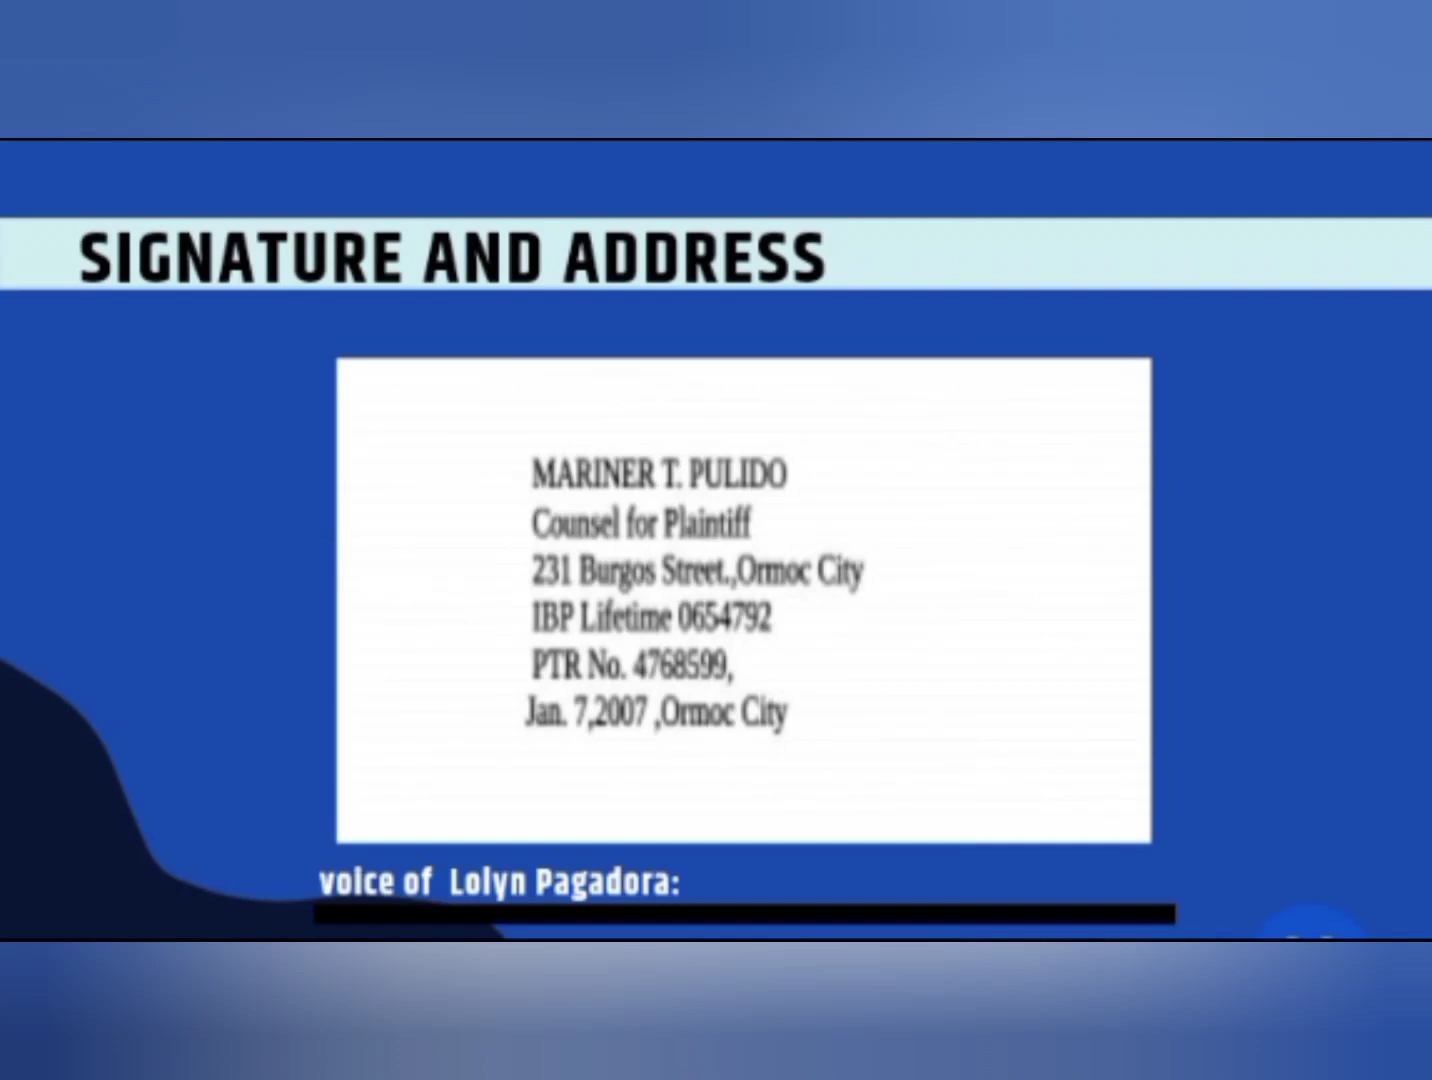 SIGNATURE AND ADDRESS
MARINER T. PULIDO
Counsel for Plaintiff
231 Burgos Street.,Ormoc City
IBP Lifetime 0654792
PTR No. 4768599,
Jan. 7,2007 ,Ormoc City
voice of Lolyn Pagadora: